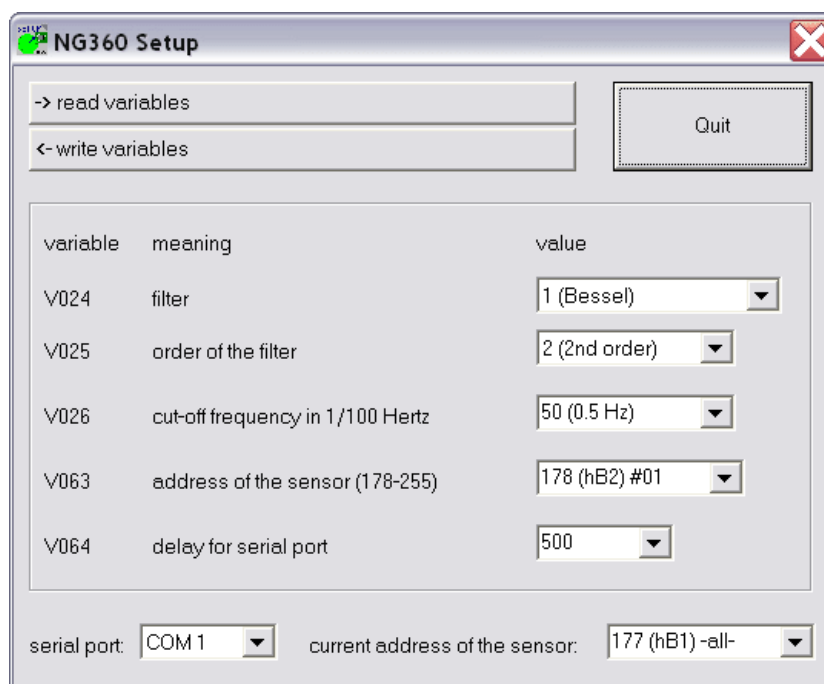 NG360 Setup
-> read variables
<- write variables
Quit
variable meaning value
V024 filter 1 (Bessel)
V025 order of the filter 2 (2nd order)
V026 cut-off frequency in 1/100 Hertz 50 (0.5 Hz)
V063 address of the sensor (178-255) 178 (hB2) #01
V064 delay for serial port 500
serial port: COM 1 current address of the sensor: 177 (hB1) -all-